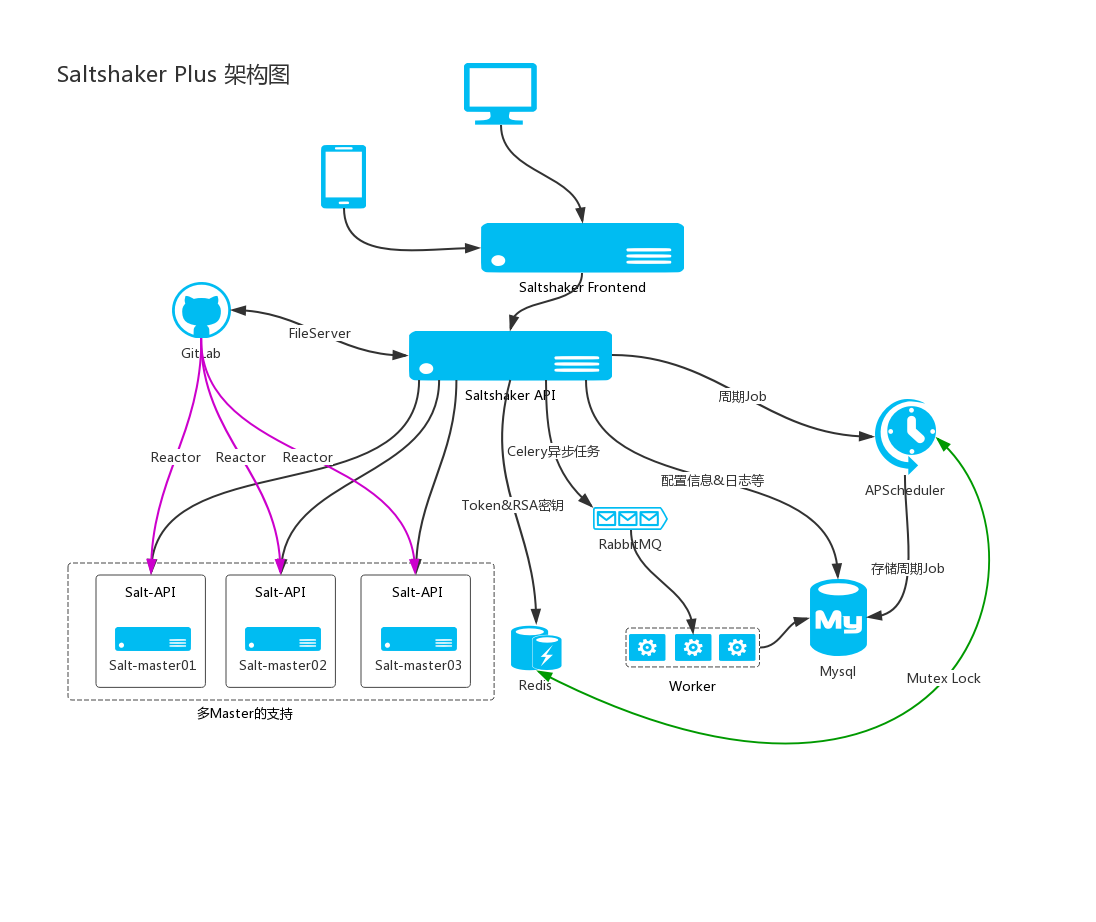 Saltshaker Plus 架构图
Saltshaker Frontend
FileServer
GitLab
Saltshaker API
周期Job
Celery异步任务
Reactor
Reactor
Reactor
配置信息&日志等
APScheduler
Token&RSA密钥
RabbitMQ
存储周期Job
Salt-API
Salt-API
Salt-API
My
Salt-master01
Salt-master02
Salt-master03
Mysql
Mutex Lock
Redis
Worker
多Master的支持